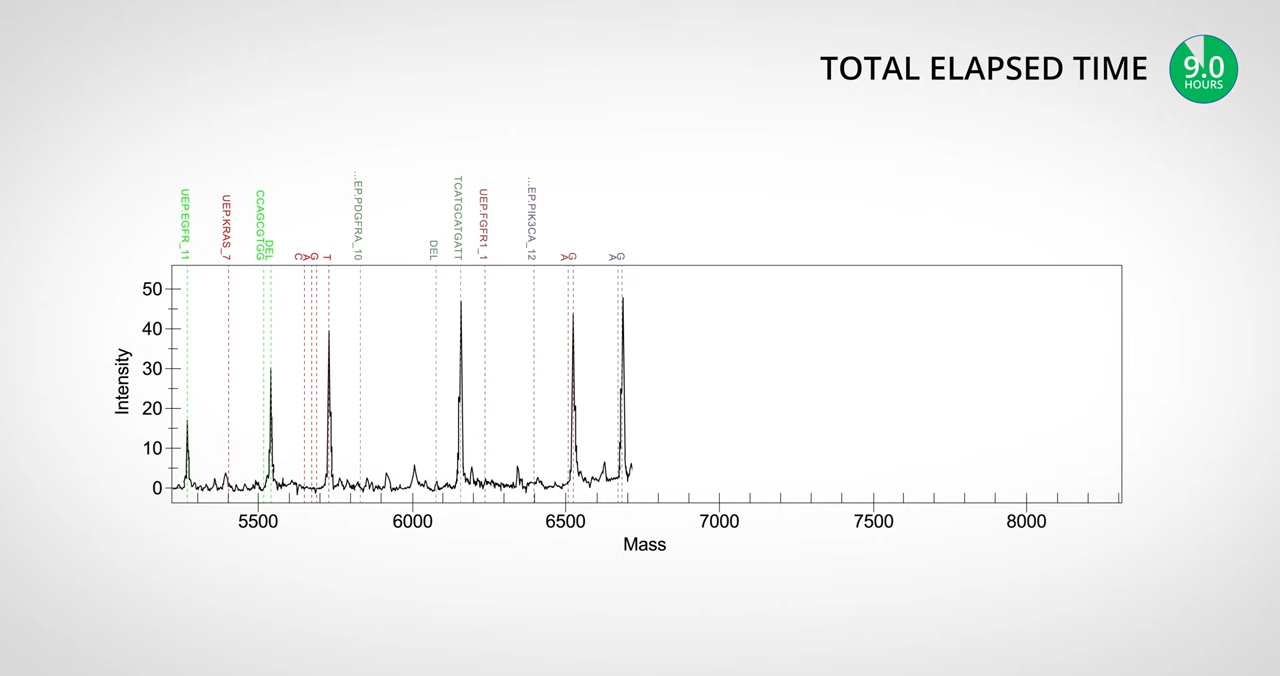 TOTAL ELAPSED TIME
9.0
HOURS
UEP.EGFR_11
UEP.KRAS_7
CCAGCGTGG
DEL
C
A
G
T
...EP.PDGFRA_10
DEL
TCATGCATGATT
UEP.FGFR1_1
...EP.PIK3CA_12
A
G
A
G
Intensity
50
40
30
20
10
0
5500 6000 6500 7000 7500 8000
Mass